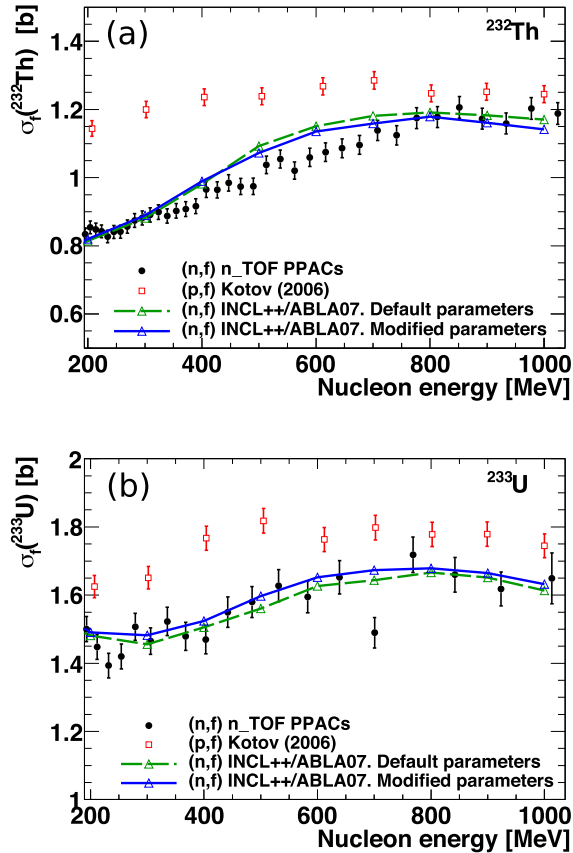 (a)
²³²Th
σf(²³²Th) [b]
1.4
1.2
1
0.8
0.6
(n,f) n_TOF PPACs
(p,f) Kotov (2006)
(n,f) INCL++/ABLA07. Default parameters
(n,f) INCL++/ABLA07. Modified parameters
200 400 600 800 1000
Nucleon energy [MeV]
(b)
²³³U
σf(²³³U) [b]
2
1.8
1.6
1.4
1.2
1
(n,f) n_TOF PPACs
(p,f) Kotov (2006)
(n,f) INCL++/ABLA07. Default parameters
(n,f) INCL++/ABLA07. Modified parameters
200 400 600 800 1000
Nucleon energy [MeV]